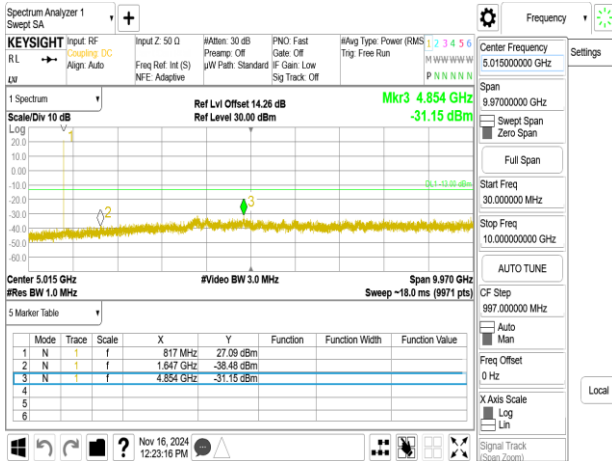 Spectrum Analyzer 1
Swept SA
Frequency
KEYSIGHT
RL
Input: RF
Coupling: DC
Align: Auto
Input Z: 50 Ω
Freq Ref: Int (S)
NFE: Adaptive
#Atten: 30 dB
Preamp: Off
µW Path: Standard
PNO: Fast
Gate: Off
IF Gain: Low
Sig Track: Off
#Avg Type: Power (RMS
Trig: Free Run
1 2 3 4 5 6
M W W W W W
P N N N N N
1 Spectrum
Scale/Div 10 dB
Ref Lvl Offset 14.26 dB
Ref Level 30.00 dBm
Mkr3 4.854 GHz
-31.15 dBm
Log
1
20.0
10.0
0.00
-10.0
DL1 -13.00 dBm
-20.0
2
3
-30.0
-40.0
-50.0
-60.0
Center 5.015 GHz
#Video BW 3.0 MHz
Span 9.970 GHz
#Res BW 1.0 MHz
Sweep ~18.0 ms (9971 pts)
5 Marker Table
Mode Trace Scale X Y Function Function Width Function Value
1 N 1 f 817 MHz 27.09 dBm
2 N 1 f 1.647 GHz -38.48 dBm
3 N 1 f 4.854 GHz -31.15 dBm
4
5
6
Nov 16, 2024
12:23:16 PM
Center Frequency
5.015000000 GHz
Settings
Span
9.97000000 GHz
Swept Span
Zero Span
Full Span
Start Freq
30.000000 MHz
Stop Freq
10.000000000 GHz
AUTO TUNE
CF Step
997.000000 MHz
Auto
Man
Freq Offset
0 Hz
Local
X Axis Scale
Log
Lin
Signal Track
(Span Zoom)